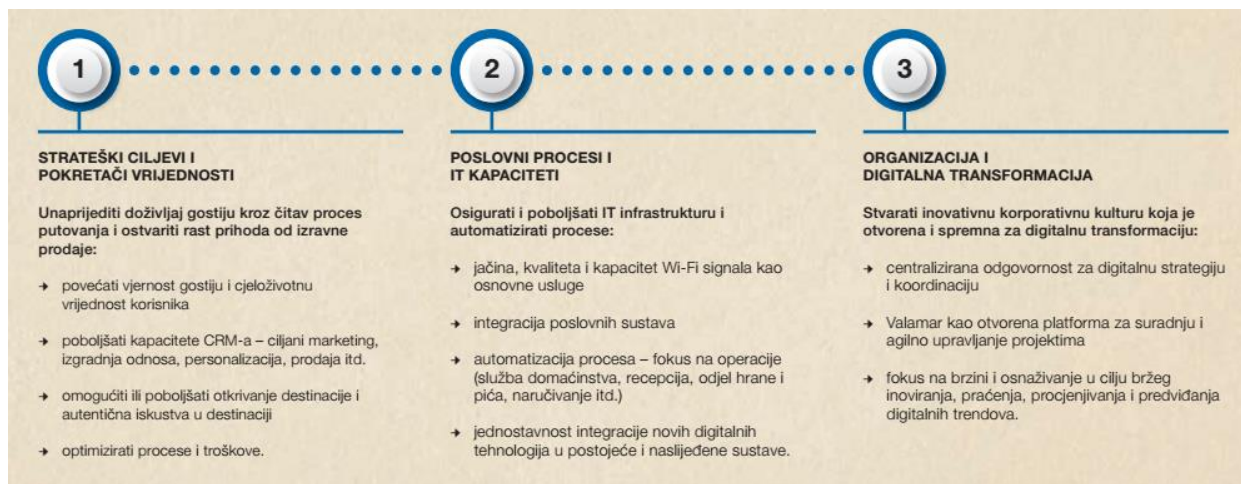 1
STRATEŠKI CILJEVI I
POKRETAČI VRIJEDNOSTI
Unaprijediti doživljaj gostiju kroz čitav proces
putovanja i ostvariti rast prihoda od izravne
prodaje:
→ povećati vjernost gostiju i cjeloživotnu
vrijednost korisnika
→ poboljšati kapacitete CRM-a – ciljani marketing,
izgradnja odnosa, personalizacija, prodaja itd.
→ omogućiti ili poboljšati otkrivanje destinacije i
autentična iskustva u destinaciji
→ optimizirati procese i troškove.
2
POSLOVNI PROCESI I
IT KAPACITETI
Osigurati i poboljšati IT infrastrukturu i
automatizirati procese:
→ jačina, kvaliteta i kapacitet Wi-Fi signala kao
osnovne usluge
→ integracija poslovnih sustava
→ automatizacija procesa – fokus na operacije
(služba domaćinstva, recepcija, odjel hrane i
pića, naručivanje itd.)
→ jednostavnost integracije novih digitalnih
tehnologija u postojeće i naslijeđene sustave.
3
ORGANIZACIJA I
DIGITALNA TRANSFORMACIJA
Stvarati inovativnu korporativnu kulturu koja je
otvorena i spremna za digitalnu transformaciju:
→ centralizirana odgovornost za digitalnu strategiju
i koordinaciju
→ Valamar kao otvorena platforma za suradnju i
agilno upravljanje projektima
→ fokus na brzini i osnaživanje u cilju bržeg
inoviranja, praćenja, procjenjivanja i predviđanja
digitalnih trendova.